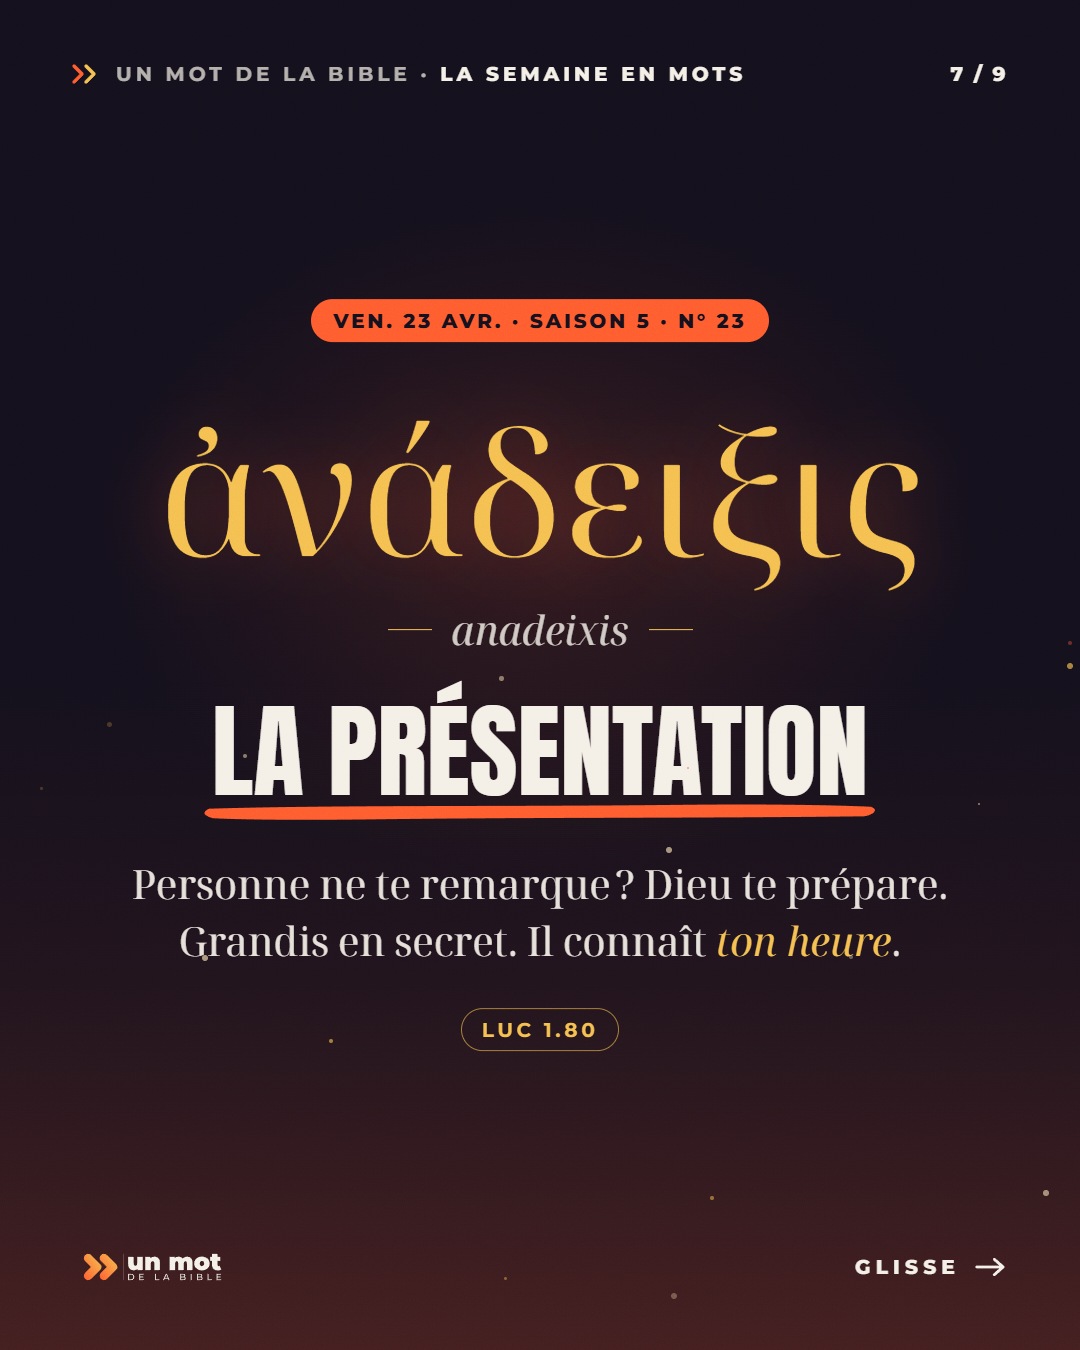 UN MOT DE LA BIBLE · LA SEMAINE EN MOTS
7 / 9
VEN. 23 AVR. · SAISON 5 · N° 23
ἀνάδειξις
anadeixis
LA PRÉSENTATION
Personne ne te remarque ? Dieu te prépare.
Grandis en secret. Il connaît ton heure.
LUC 1.80
un mot
DE LA BIBLE
GLISSE →